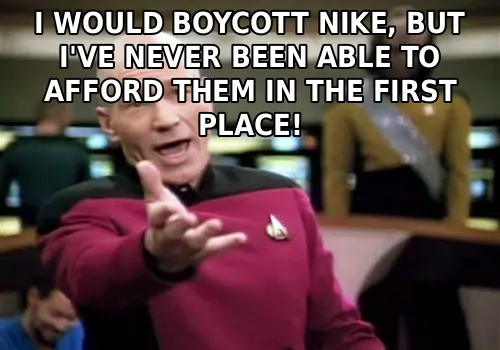 I WOULD BOYCOTT NIKE, BUT
I'VE NEVER BEEN ABLE TO
AFFORD THEM IN THE FIRST
PLACE!